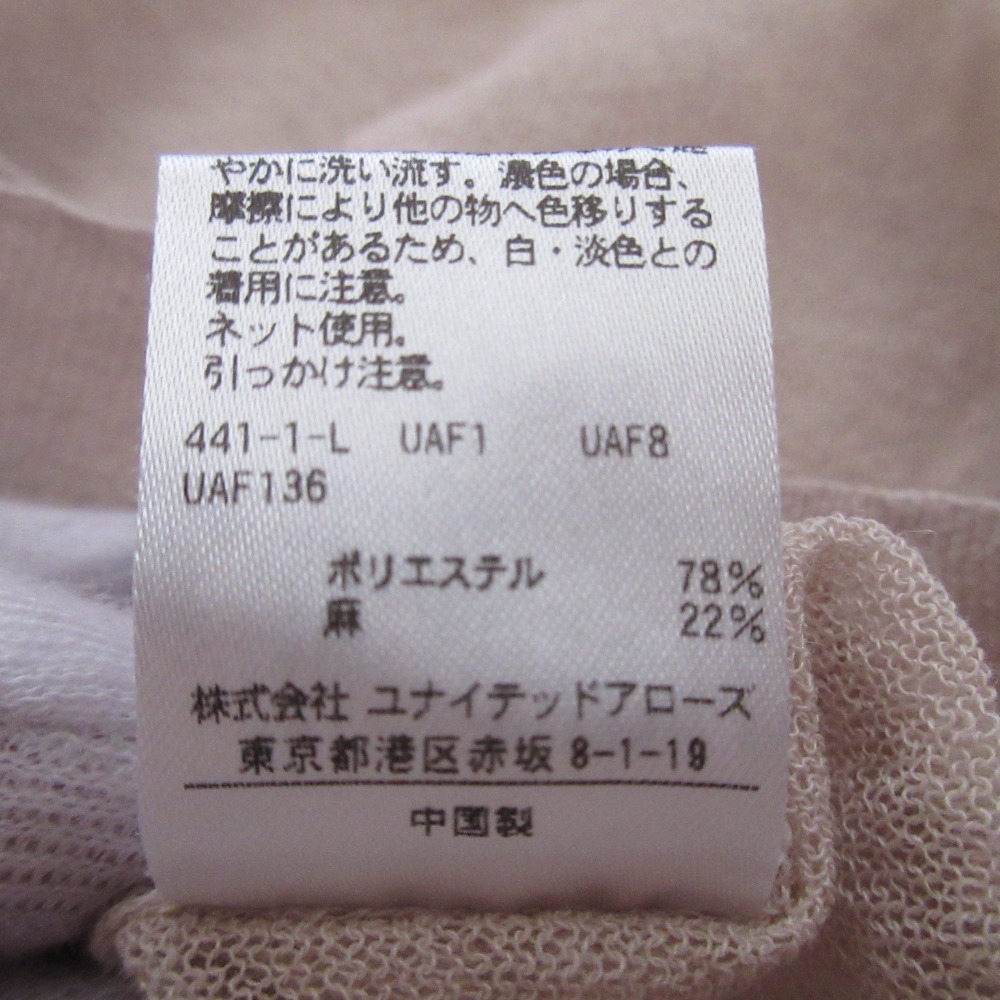 やかに洗い流す。濃色の場合、
摩擦により他の物へ色移りする
ことがあるため、白・淡色との
着用に注意。
ネット使用。
引っかけ注意。
441-1-L UAF1 UAF8
UAF136
ポリエステル 78%
麻 22%
株式会社 ユナイテッドアローズ
東京都港区赤坂 8-1-19
中国製